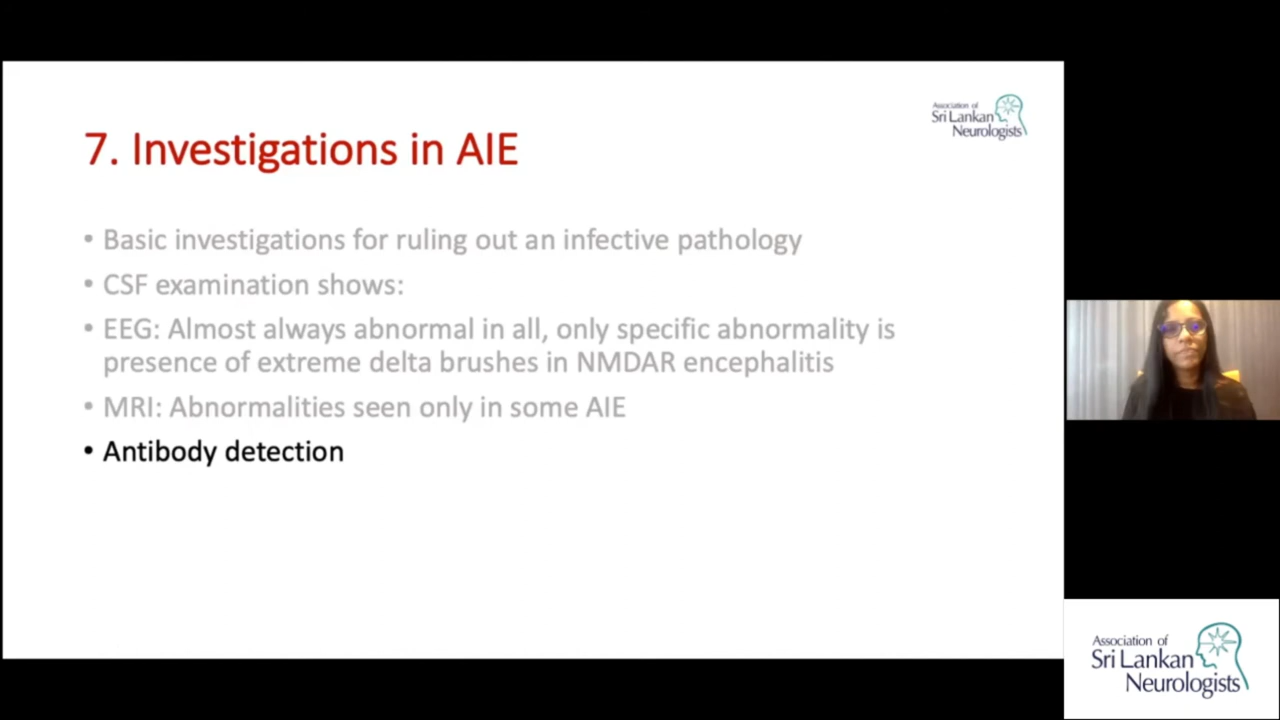 Association of
Sri Lankan
Neurologists
7. Investigations in AIE
• Basic investigations for ruling out an infective pathology
• CSF examination shows:
• EEG: Almost always abnormal in all, only specific abnormality is
presence of extreme delta brushes in NMDAR encephalitis
• MRI: Abnormalities seen only in some AIE
• Antibody detection
Association of
Sri Lankan
Neurologists